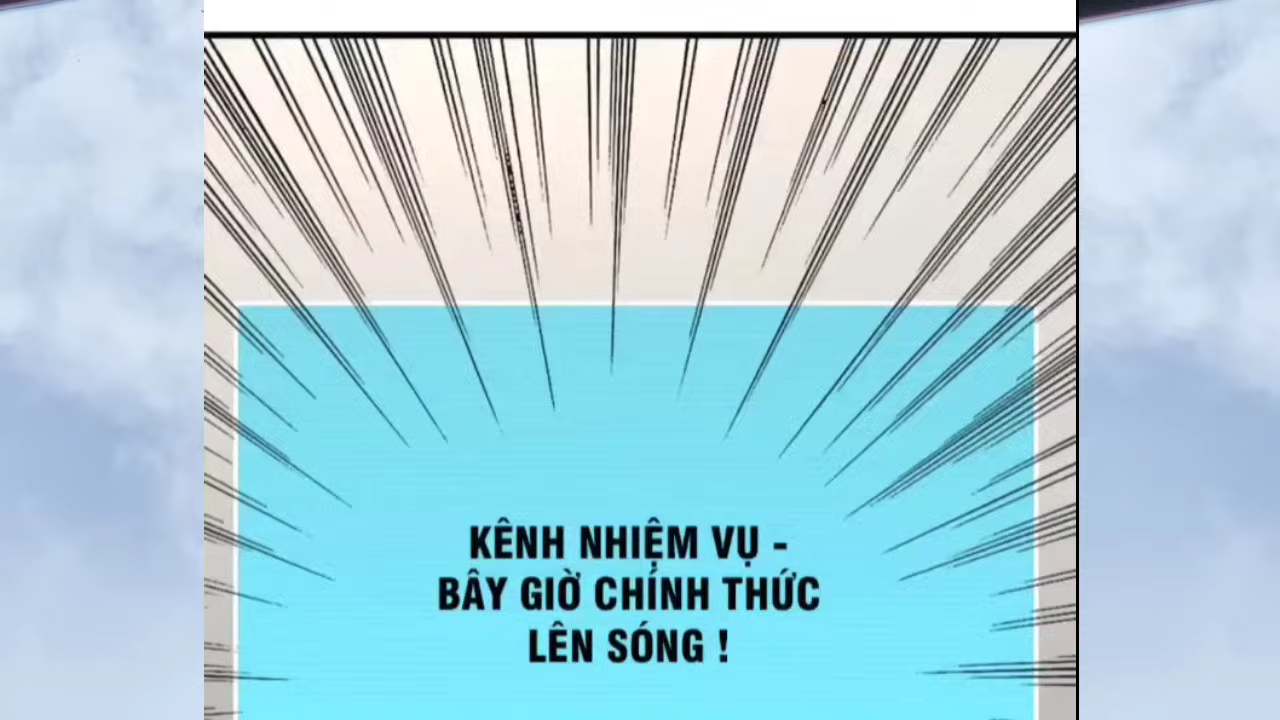 KÊNH NHIỆM VỤ -
BÂY GIỜ CHÍNH THỨC
LÊN SÓNG !